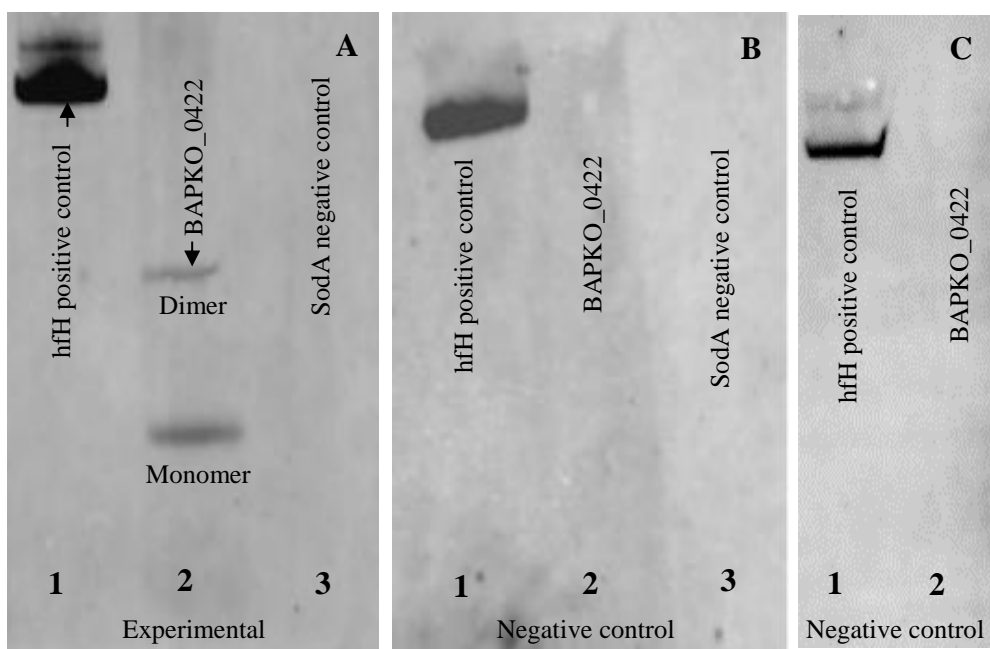 A
hfH positive control
BAPKO_0422
SodA negative control
Dimer
Monomer
1
2
3
Experimental
B
hfH positive control
BAPKO_0422
SodA negative control
1
2
3
Negative control
C
hfH positive control
BAPKO_0422
1
2
Negative control